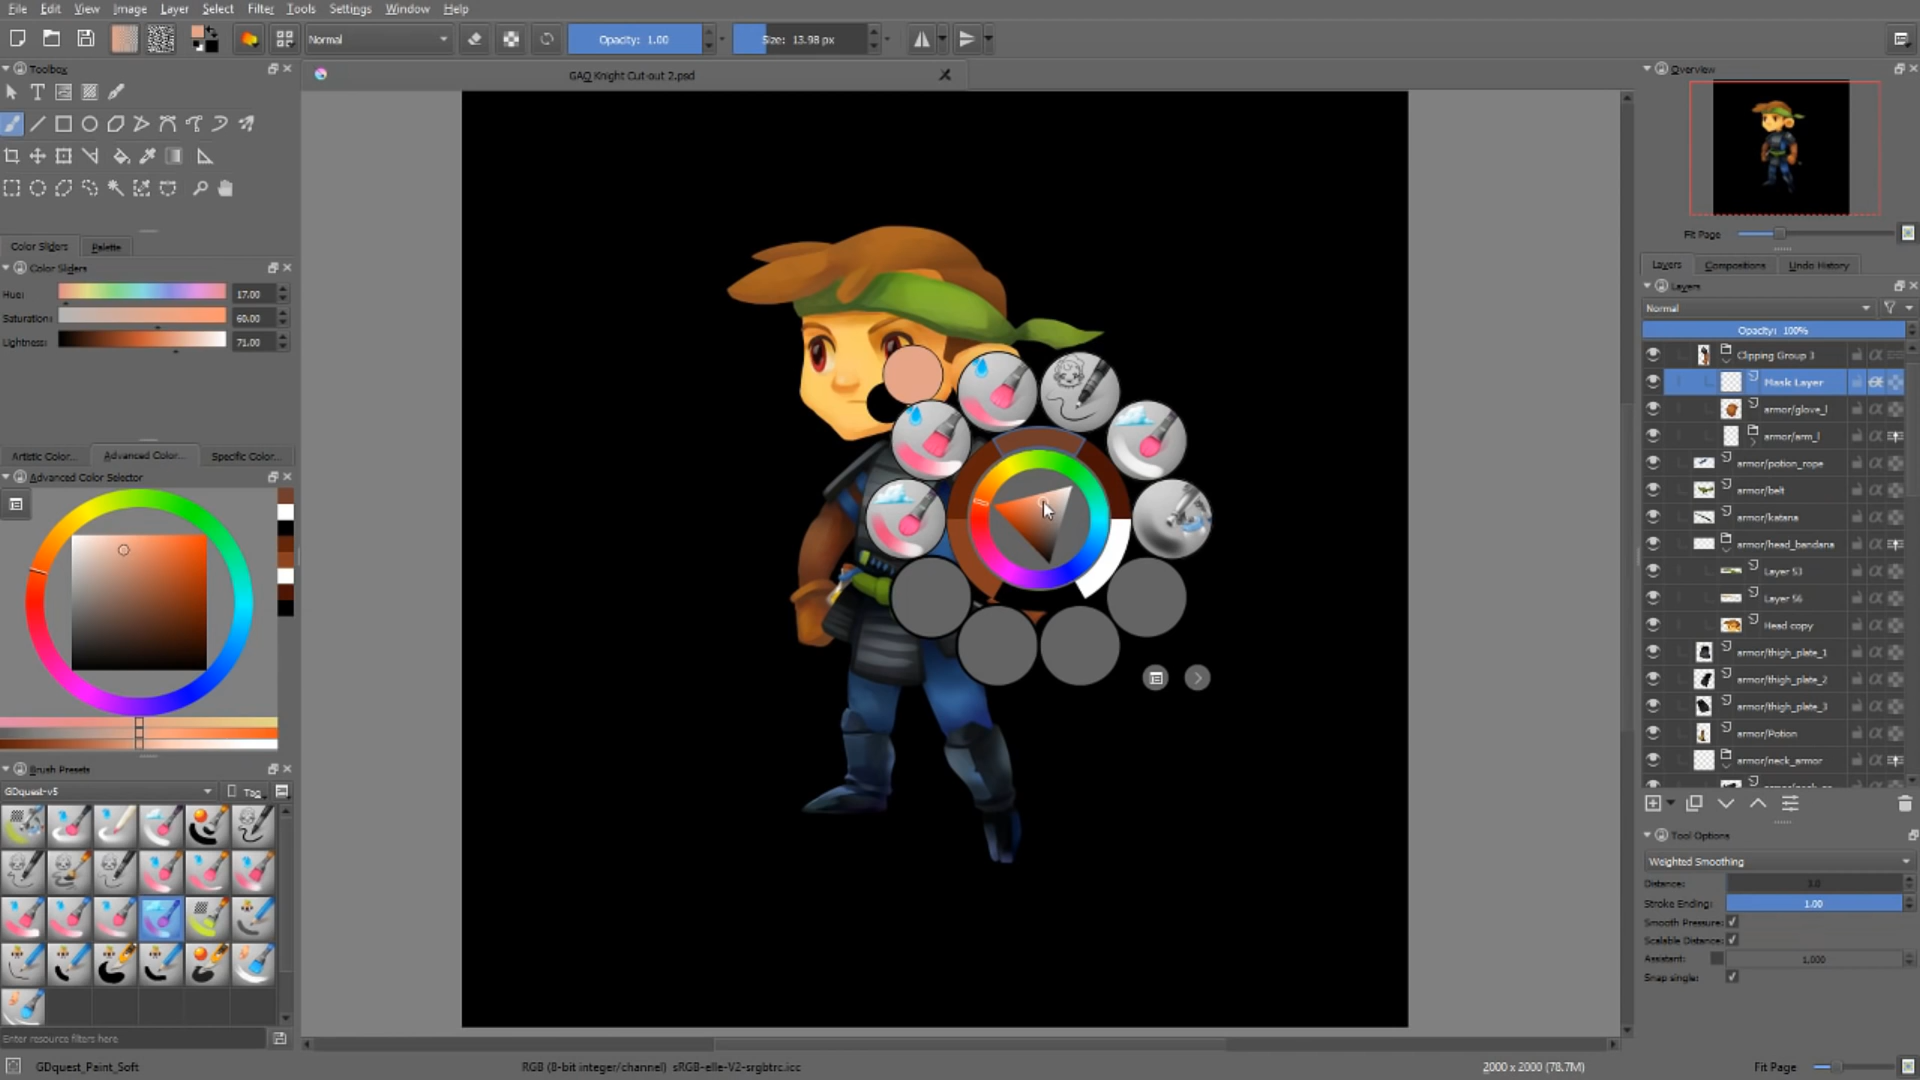 File Edit View Image Layer Select Filter Tools Settings Window Help
Normal Opacity: 1.00 Size: 13.98 px
Toolbox
GAQ Knight Cut-out 2.psd
Overview
Fit Page
Color Sliders Palette
Color Sliders
Hue: 17.00
Saturation: 60.00
Lightness: 71.00
Artistic Color... Advanced Color... Specific Color...
Advanced Color Selector
Brush Presets
GDquest-v5 Tag
Enter resource filters here
GDquest_Paint_Soft
RGB (8-bit integer/channel) sRGB-elle-V2-srgbtrc.icc
2000 x 2000 (78.7M)
Fit Page
Layers Compositions Undo History
Layers
Normal
Opacity: 100%
Clipping Group 3
Mask Layer
armor/glove_l
armor/arm_l
armor/potion_rope
armor/belt
armor/katana
armor/head_bandana
Layer 53
Layer 56
Head copy
armor/thigh_plate_1
armor/thigh_plate_2
armor/thigh_plate_3
armor/Potion
armor/neck_armor
Tool Options
Weighted Smoothing
Distance: 3.0
Stroke Ending: 1.00
Smooth Pressure:
Scalable Distance:
Assistant: 1,000
Snap single: